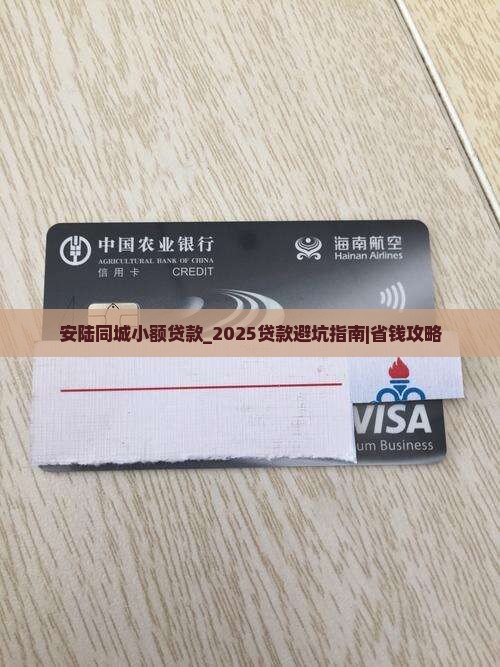 中国农业银行
AGRICULTURAL BANK OF CHINA
信用卡 CREDIT
海南航空
Hainan Airlines
安陆同城小额贷款_2025贷款避坑指南|省钱攻略
VISA
um Business